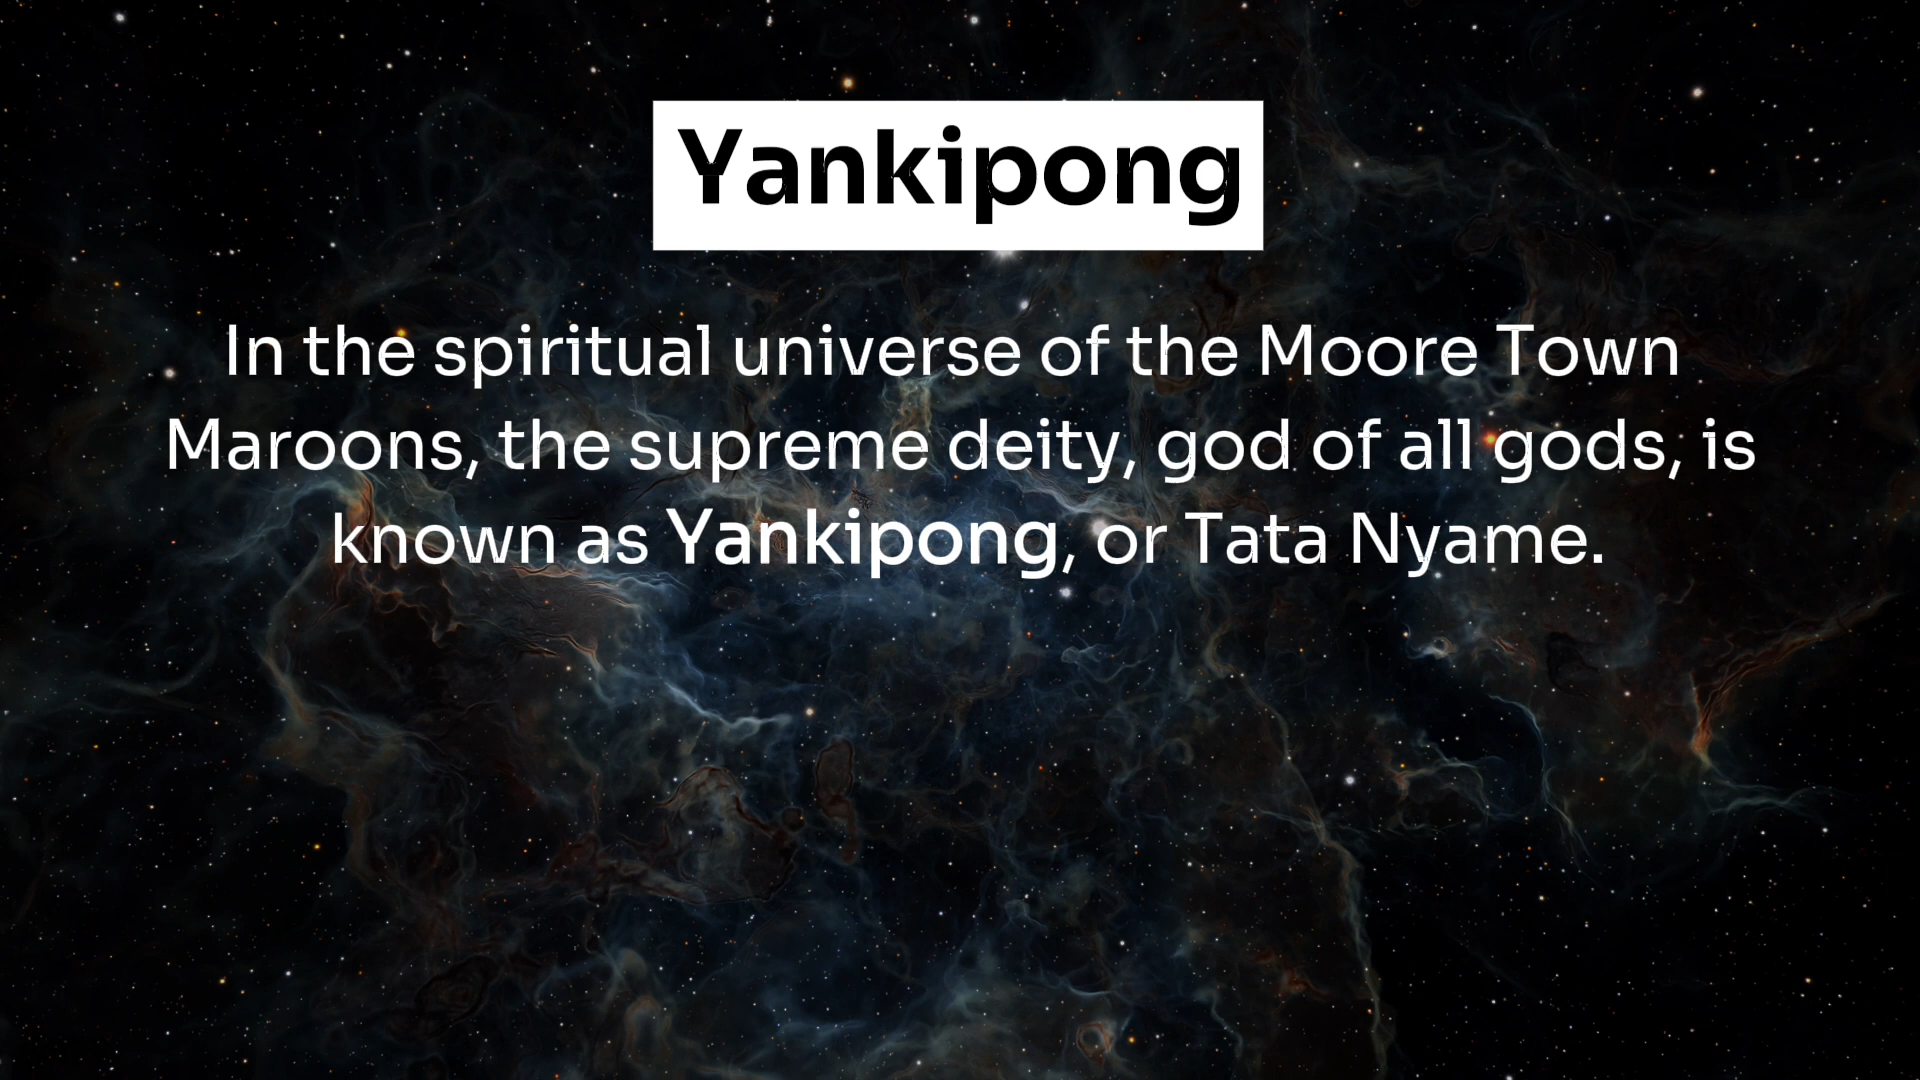 Yankipong
In the spiritual universe of the Moore Town
Maroons, the supreme deity, god of all gods, is
known as Yankipong, or Tata Nyame.